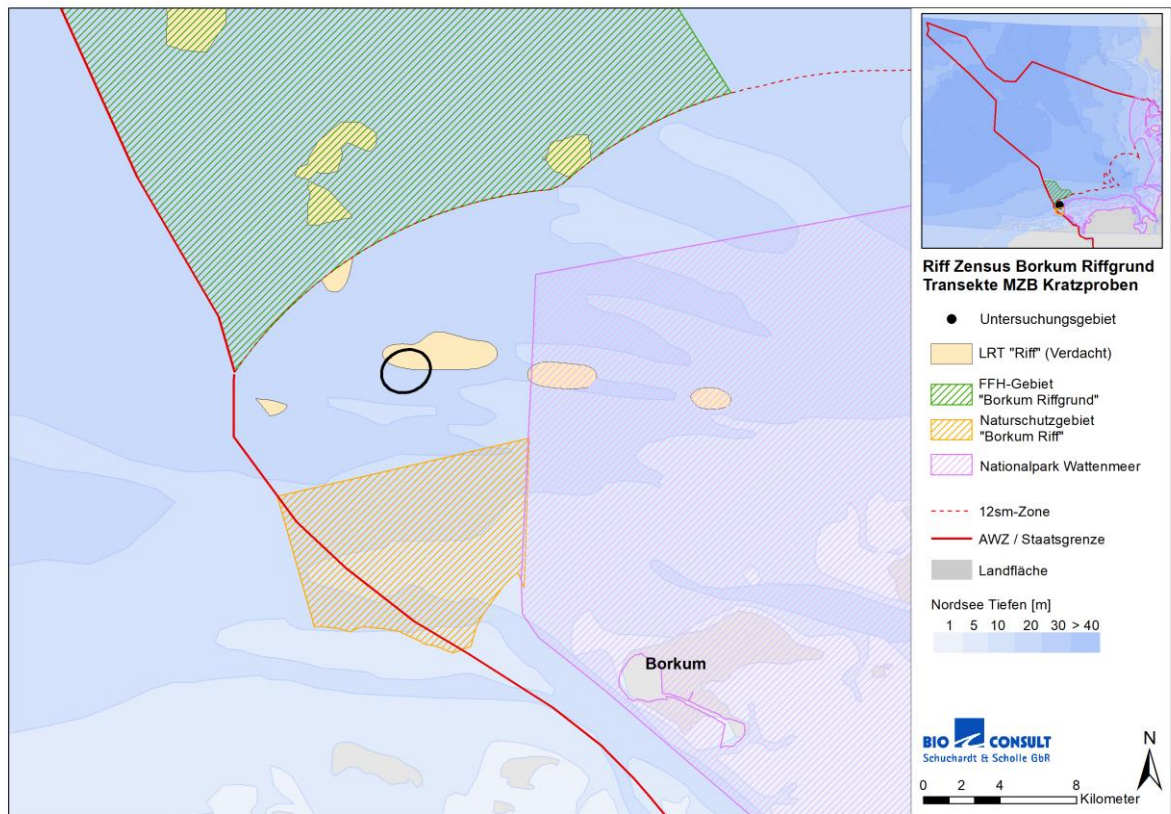 Riff Zensus Borkum Riffgrund
Transekte MZB Kratzproben
Untersuchungsgebiet
LRT "Riff" (Verdacht)
FFH-Gebiet
"Borkum Riffgrund"
Naturschutzgebiet
"Borkum Riff"
Nationalpark Wattenmeer
12sm-Zone
AWZ / Staatsgrenze
Landfläche
Nordsee Tiefen [m]
1 5 10 20 30 > 40
Borkum
BIO CONSULT
Schuchardt & Scholle GbR
N
0 2 4 8
Kilometer